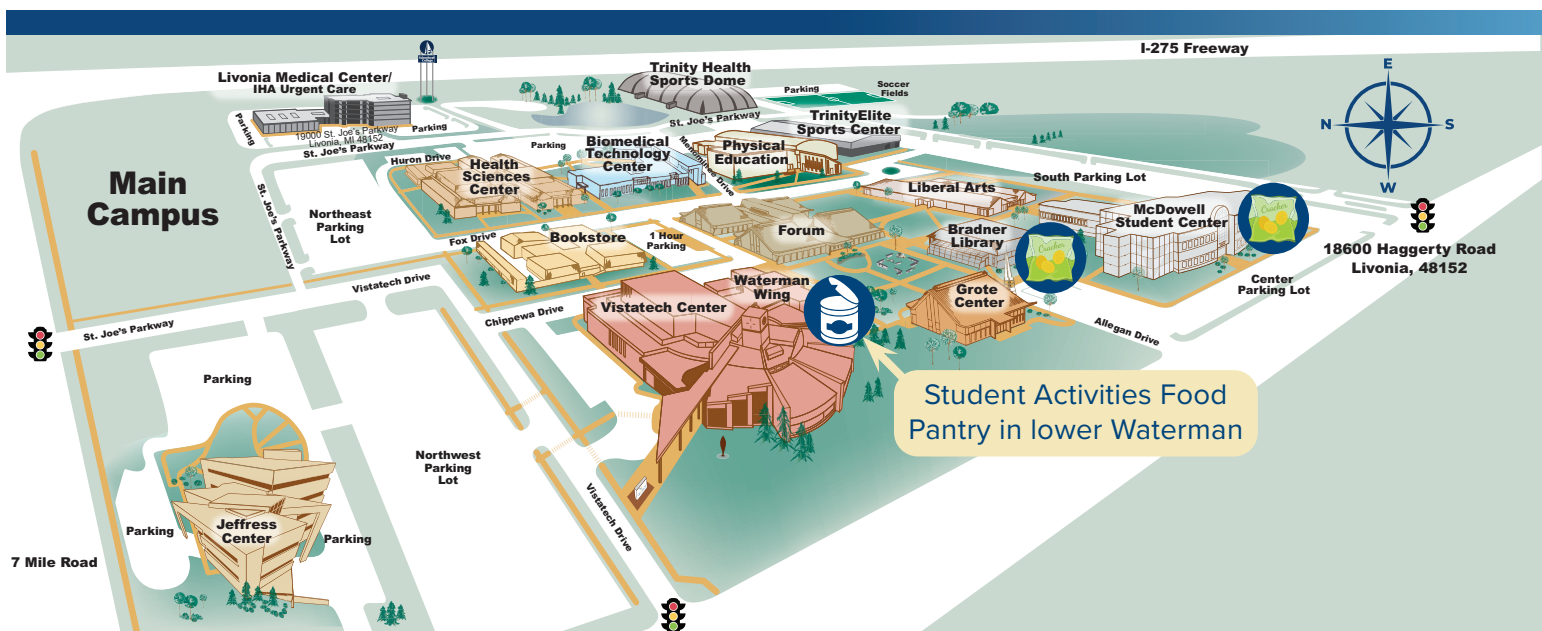 I-275 Freeway
E
N
S
W
Livonia Medical Center/
IHA Urgent Care
19000 St. Joe's Parkway
Livonia, MI 48152
Parking
Parking
St. Joe's Parkway
Trinity Health
Sports Dome
Parking
Soccer
Fields
St. Joe's Parkway
TrinityElite
Sports Center
Main
Campus
St. Joe's Parkway
Huron Drive
Health
Sciences
Center
Parking
Biomedical
Technology
Center
Menominee Drive
Physical
Education
South Parking Lot
Liberal Arts
McDowell
Student Center
Cracker
18600 Haggerty Road
Livonia, 48152
Center
Parking Lot
Northeast
Parking
Lot
Fox Drive
Bookstore
1 Hour
Parking
Forum
Bradner
Library
Cracker
Vistatech Drive
Chippewa Drive
Waterman
Wing
Vistatech Center
Grote
Center
Allegan Drive
St. Joe's Parkway
Parking
Student Activities Food
Pantry in lower Waterman
Northwest
Parking
Lot
Vistatech Drive
Parking
Jeffress
Center
Parking
7 Mile Road